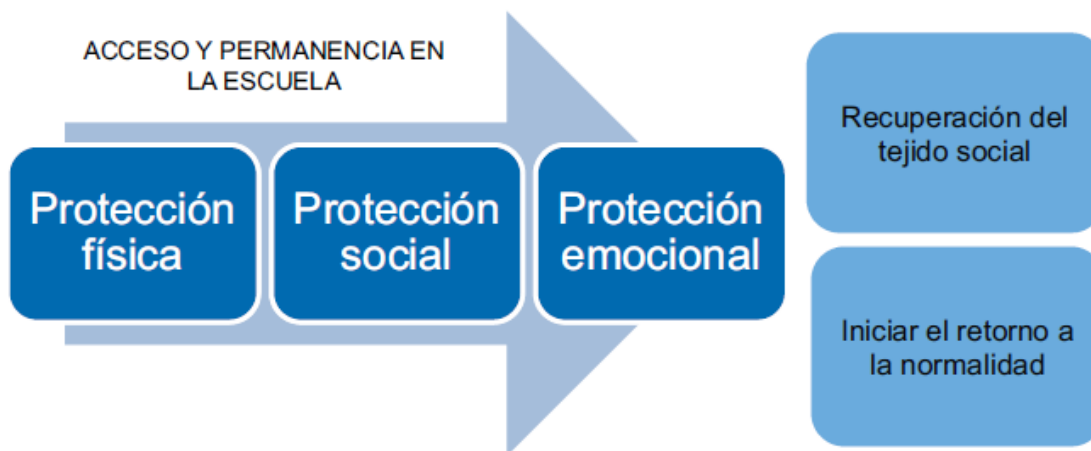 ACCESO Y PERMANENCIA EN
LA ESCUELA
Protección
física
Protección
social
Protección
emocional
Recuperación del
tejido social
Iniciar el retorno a
la normalidad